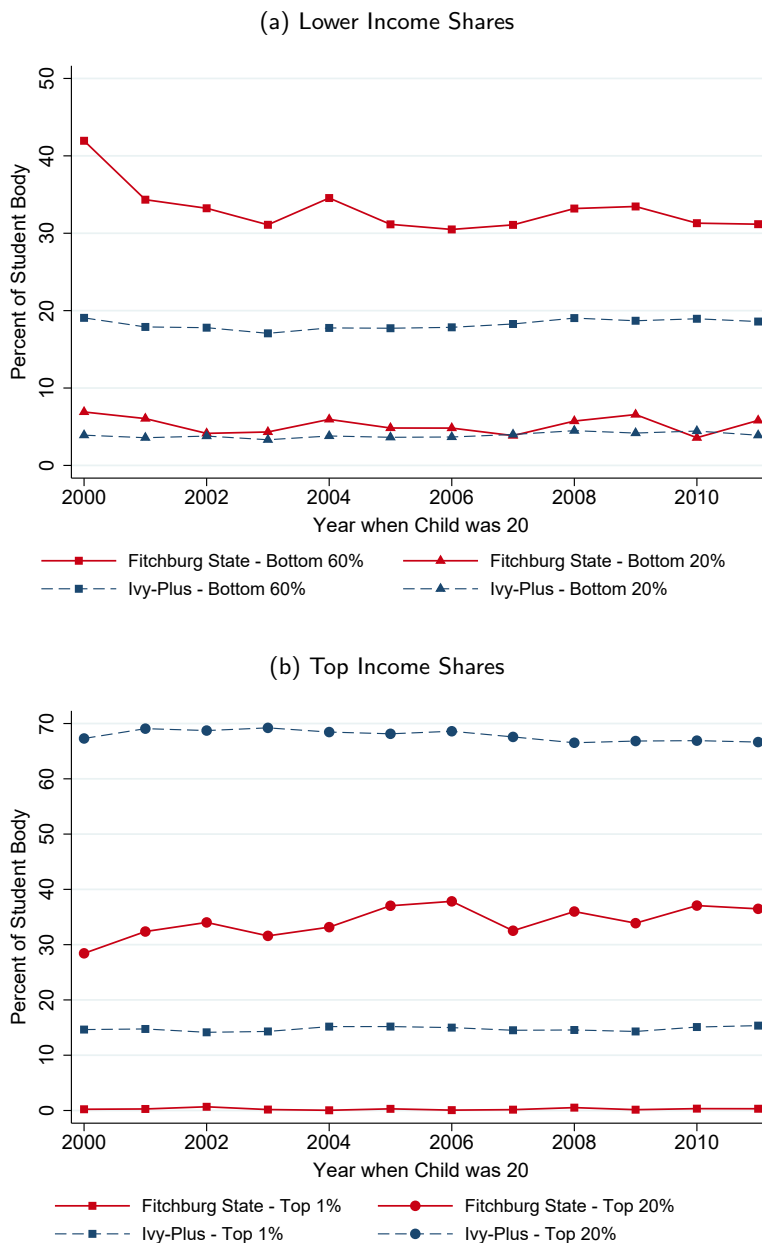 (a) Lower Income Shares
50
40
30
20
10
0
Percent of Student Body
2000 2002 2004 2006 2008 2010
Year when Child was 20
Fitchburg State - Bottom 60% Fitchburg State - Bottom 20%
Ivy-Plus - Bottom 60% Ivy-Plus - Bottom 20%
(b) Top Income Shares
70
60
50
40
30
20
10
0
Percent of Student Body
2000 2002 2004 2006 2008 2010
Year when Child was 20
Fitchburg State - Top 1% Fitchburg State - Top 20%
Ivy-Plus - Top 1% Ivy-Plus - Top 20%